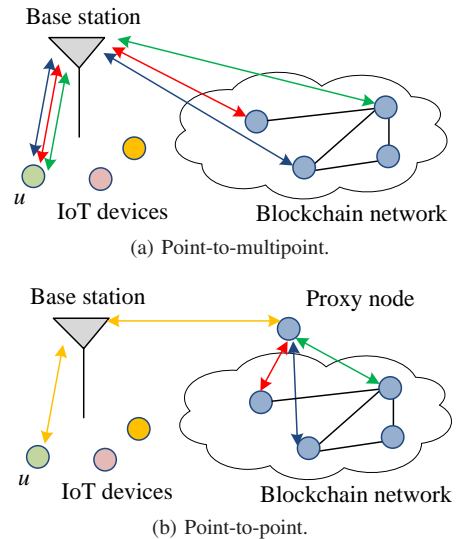 Base station
u
IoT devices
Blockchain network
(a) Point-to-multipoint.
Base station
Proxy node
u
IoT devices
Blockchain network
(b) Point-to-point.